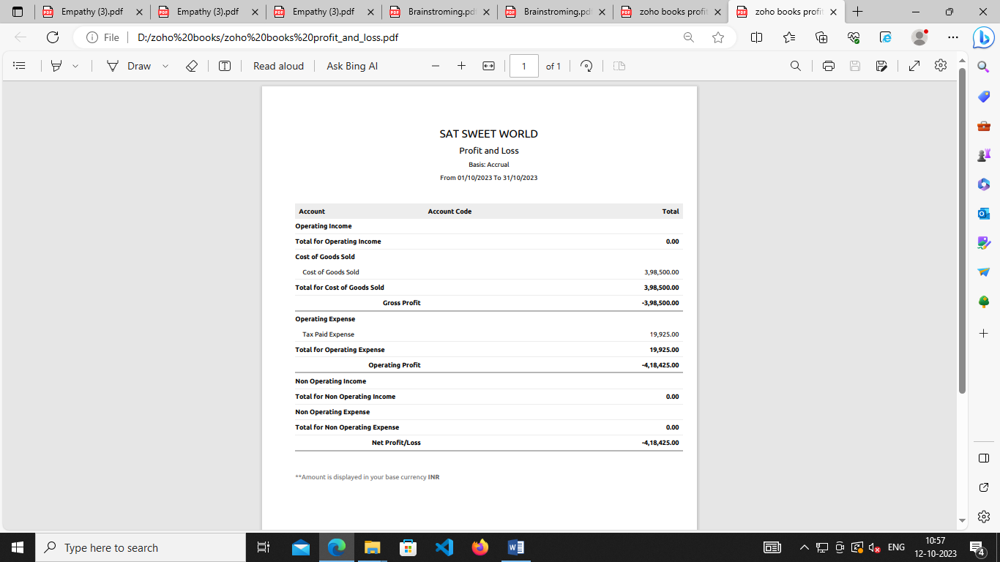 Empathy (3).pdf
Empathy (3).pdf
Empathy (3).pdf
Brainstroming.pd
Brainstroming.pd
zoho books profi
zoho books profi
File
D:/zoho%20books/zoho%20books%20profit_and_loss.pdf
Draw
Read aloud
Ask Bing AI
1
of 1
SAT SWEET WORLD
Profit and Loss
Basis: Accrual
From 01/10/2023 To 31/10/2023
Account Account Code Total
Operating Income
Total for Operating Income 0.00
Cost of Goods Sold
Cost of Goods Sold 3,98,500.00
Total for Cost of Goods Sold 3,98,500.00
Gross Profit -3,98,500.00
Operating Expense
Tax Paid Expense 19,925.00
Total for Operating Expense 19,925.00
Operating Profit -4,18,425.00
Non Operating Income
Total for Non Operating Income 0.00
Non Operating Expense
Total for Non Operating Expense 0.00
Net Profit/Loss -4,18,425.00
**Amount is displayed in your base currency INR
Type here to search
ENG
10:57
12-10-2023
4